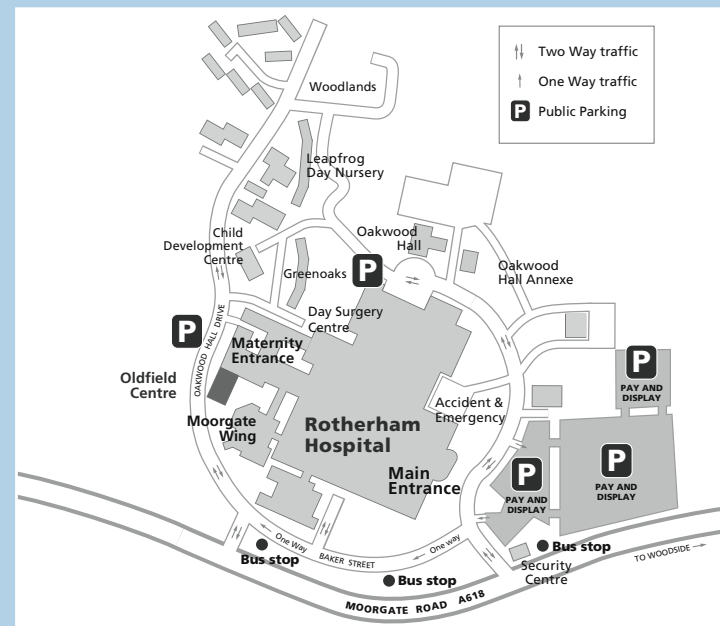 Two Way traffic
One Way traffic
P Public Parking
Woodlands
Leapfrog
Day Nursery
Child
Development
Centre
Oakwood
Hall
Greenoaks
P
Oakwood
Hall Annexe
Day Surgery
Centre
P
OAKWOOD HALL DRIVE
Maternity
Entrance
Oldfield
Centre
P
PAY AND
DISPLAY
Accident &
Emergency
Moorgate
Wing
Rotherham
Hospital
Main
Entrance
P
PAY AND
DISPLAY
P
PAY AND
DISPLAY
One Way
BAKER STREET
One way
Bus stop
Bus stop
Bus stop
Security
Centre
TO WOODSIDE
MOORGATE ROAD A618